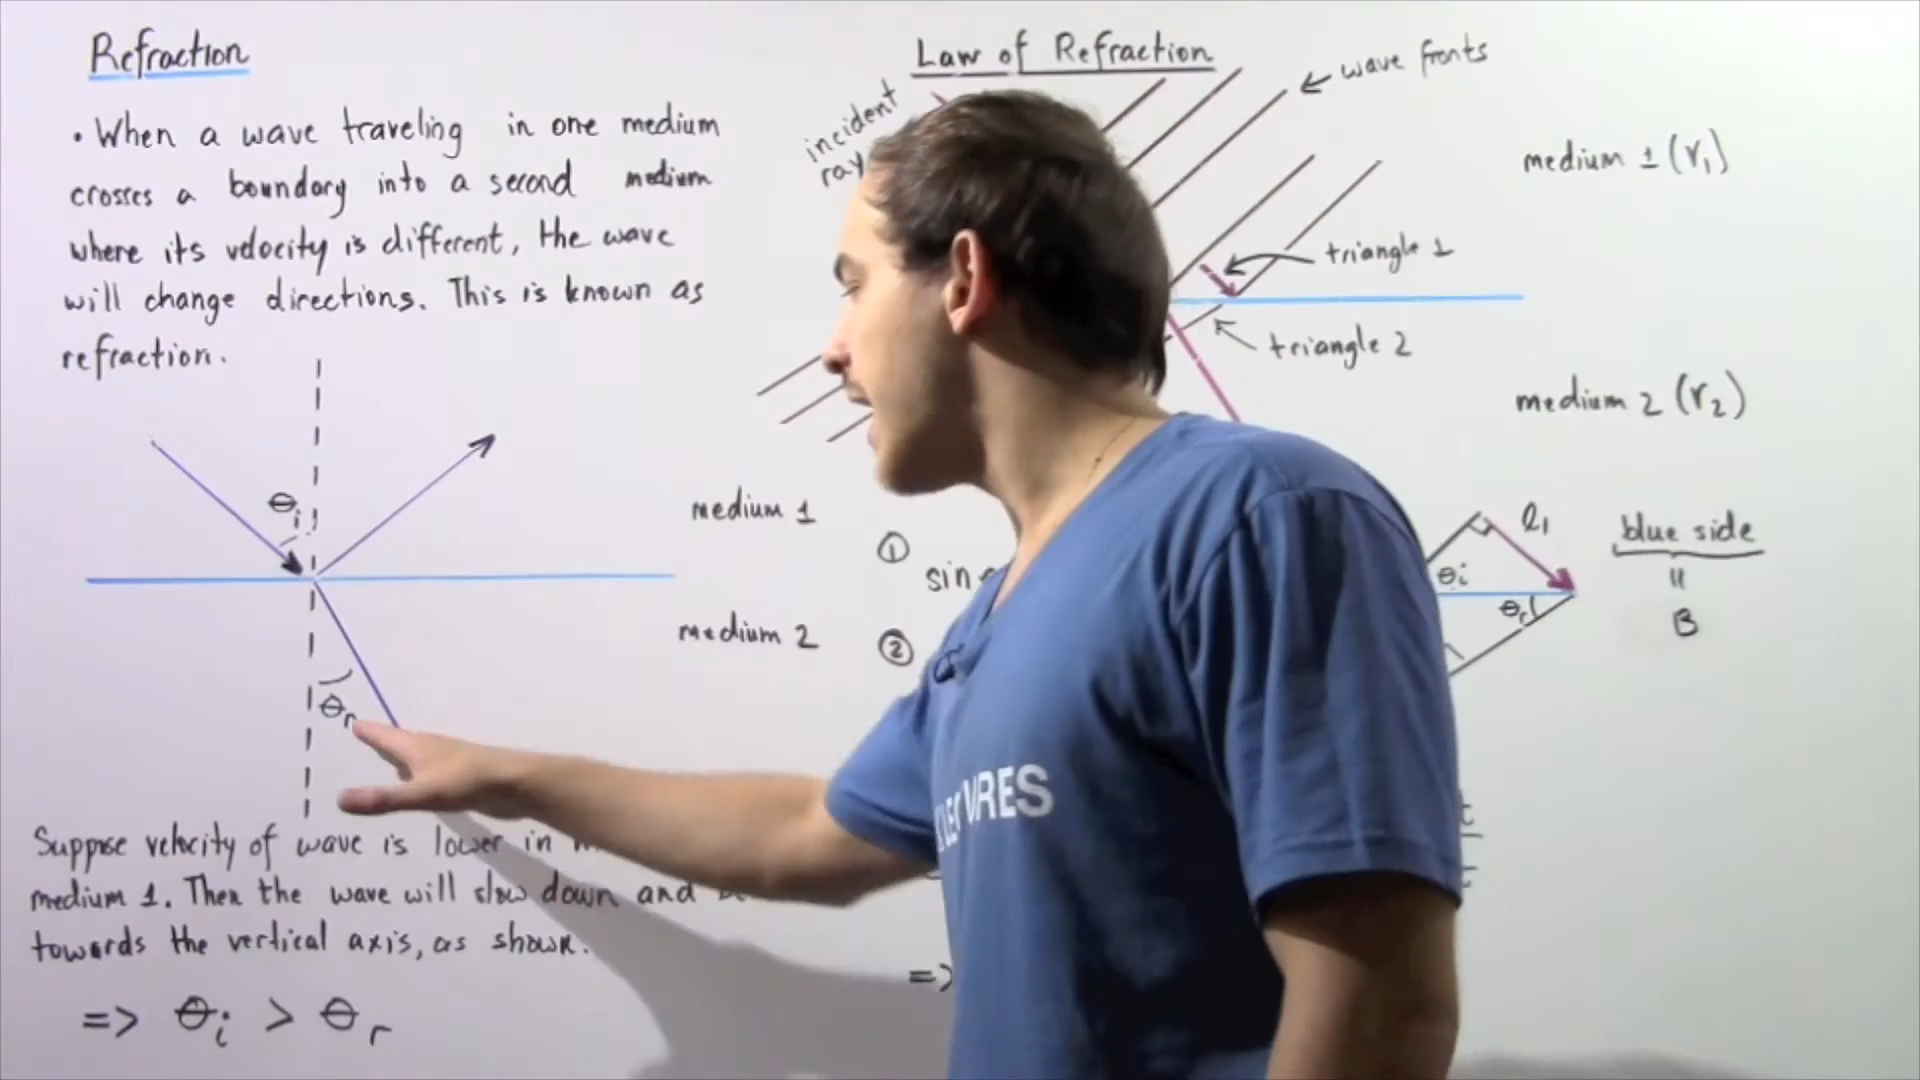 Refraction
• When a wave traveling in one medium
crosses a boundary into a second medium
where its velocity is different, the wave
will change directions. This is known as
refraction.
θi
medium 1
medium 2
θr
Suppose velocity of wave is lower in
medium 1. Then the wave will slow down and
towards the vertical axis, as shown.
=> θi > θr
Law of Refraction
incident
ray
wave fronts
medium 1 (v1)
triangle 1
triangle 2
medium 2 (v2)
①
sin
②
=>
l1
θi
θr
blue side
"
B
LECTURES